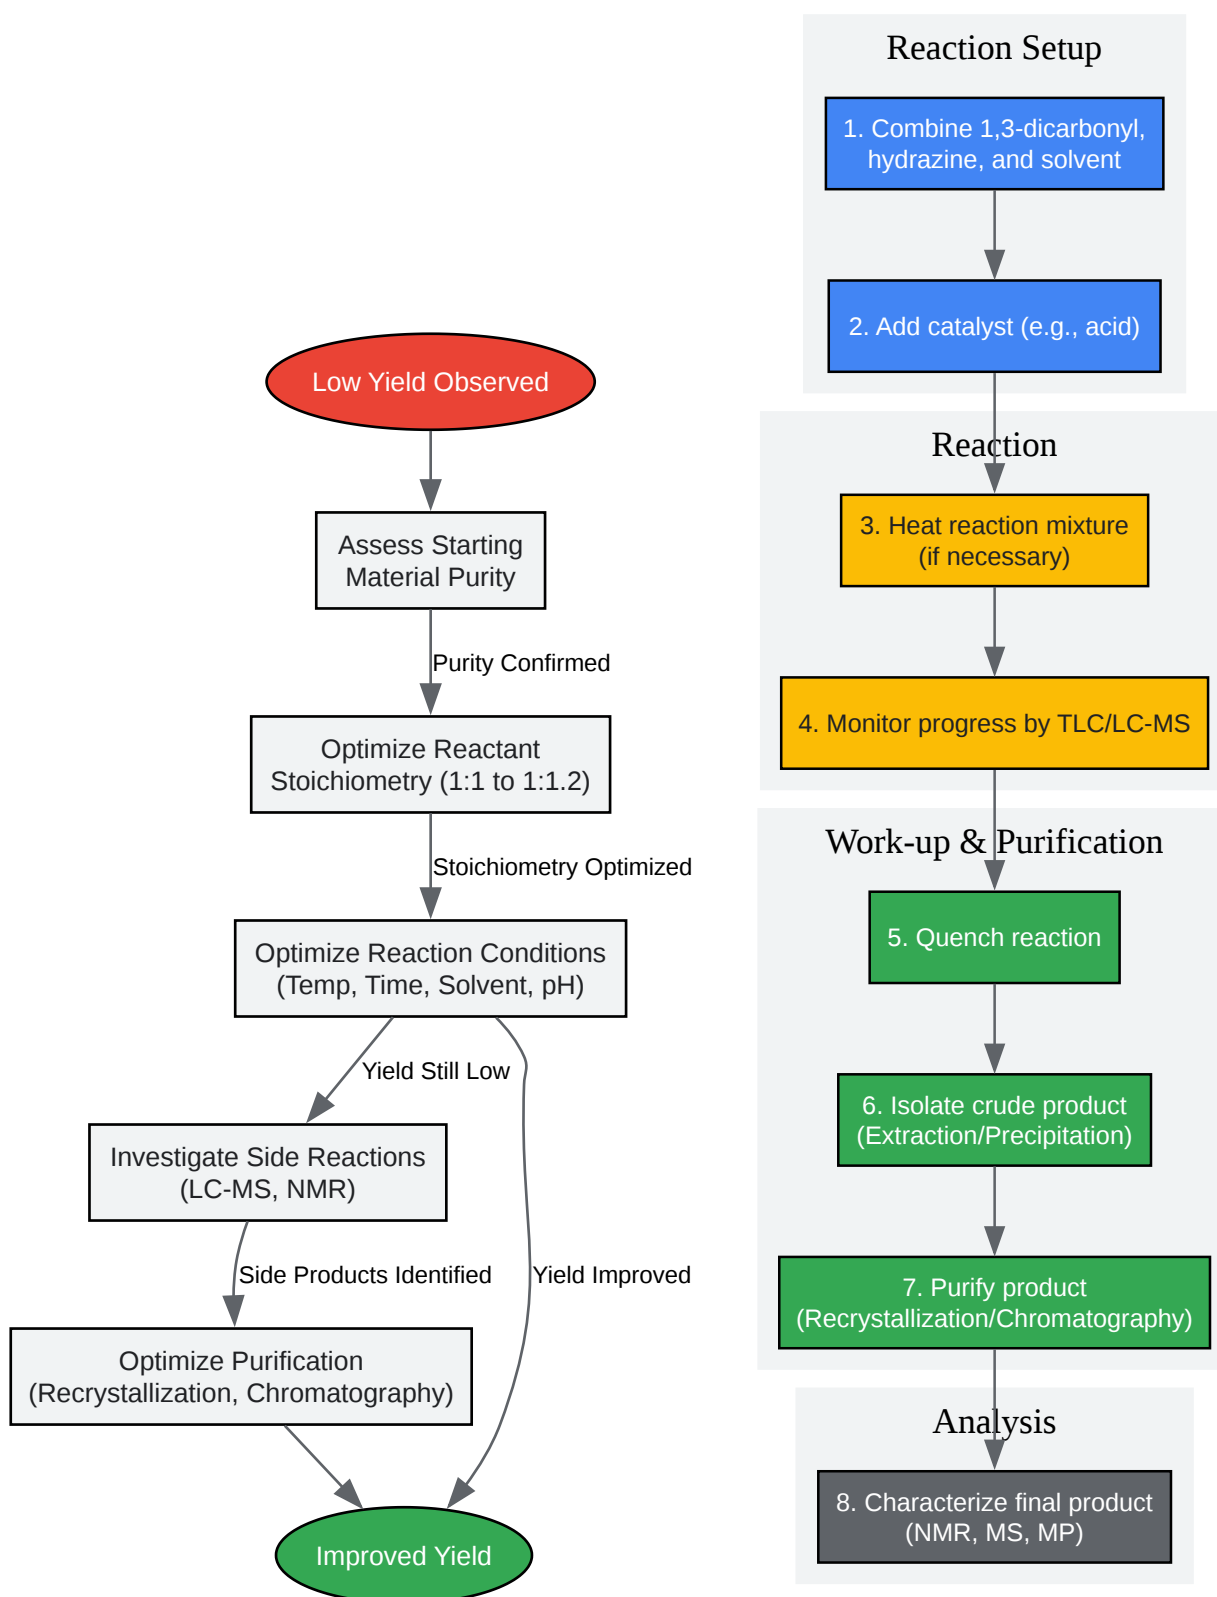 Low Yield Observed
Assess Starting
Material Purity
Purity Confirmed
Optimize Reactant
Stoichiometry (1:1 to 1:1.2)
Stoichiometry Optimized
Optimize Reaction Conditions
(Temp, Time, Solvent, pH)
Yield Still Low
Investigate Side Reactions
(LC-MS, NMR)
Side Products Identified
Yield Improved
Optimize Purification
(Recrystallization, Chromatography)
Improved Yield
Reaction Setup
1. Combine 1,3-dicarbonyl,
hydrazine, and solvent
2. Add catalyst (e.g., acid)
Reaction
3. Heat reaction mixture
(if necessary)
4. Monitor progress by TLC/LC-MS
Work-up & Purification
5. Quench reaction
6. Isolate crude product
(Extraction/Precipitation)
7. Purify product
(Recrystallization/Chromatography)
Analysis
8. Characterize final product
(NMR, MS, MP)